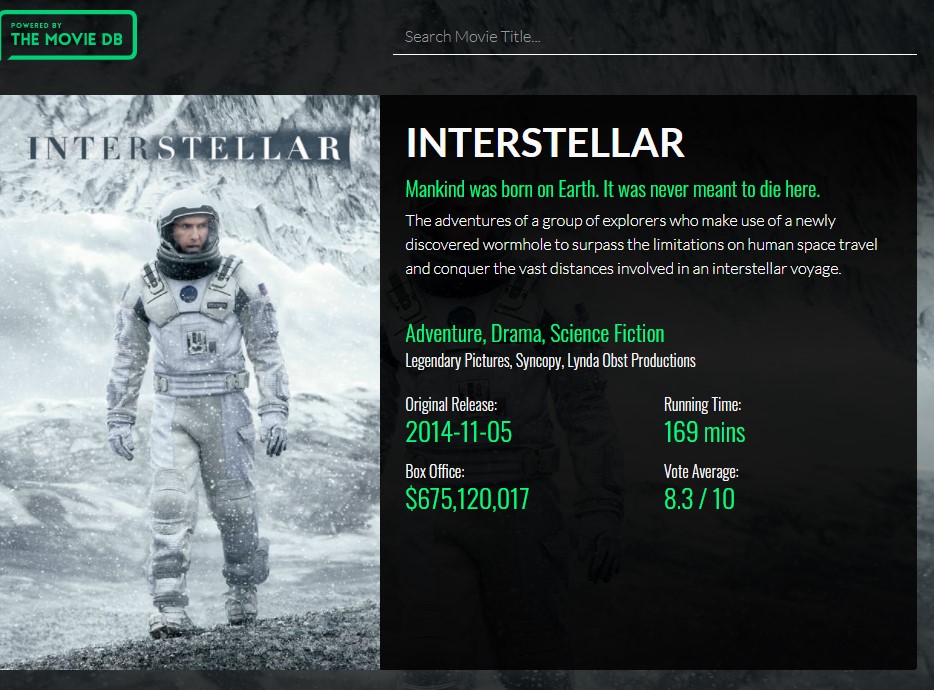 POWERED BY
THE MOVIE DB
Search Movie Title...
INTERSTELLAR
INTERSTELLAR
Mankind was born on Earth. It was never meant to die here.
The adventures of a group of explorers who make use of a newly
discovered wormhole to surpass the limitations on human space travel
and conquer the vast distances involved in an interstellar voyage.
Adventure, Drama, Science Fiction
Legendary Pictures, Syncopy, Lynda Obst Productions
Original Release:
Running Time:
2014-11-05
169 mins
Box Office:
Vote Average:
$675,120,017
8.3 / 10